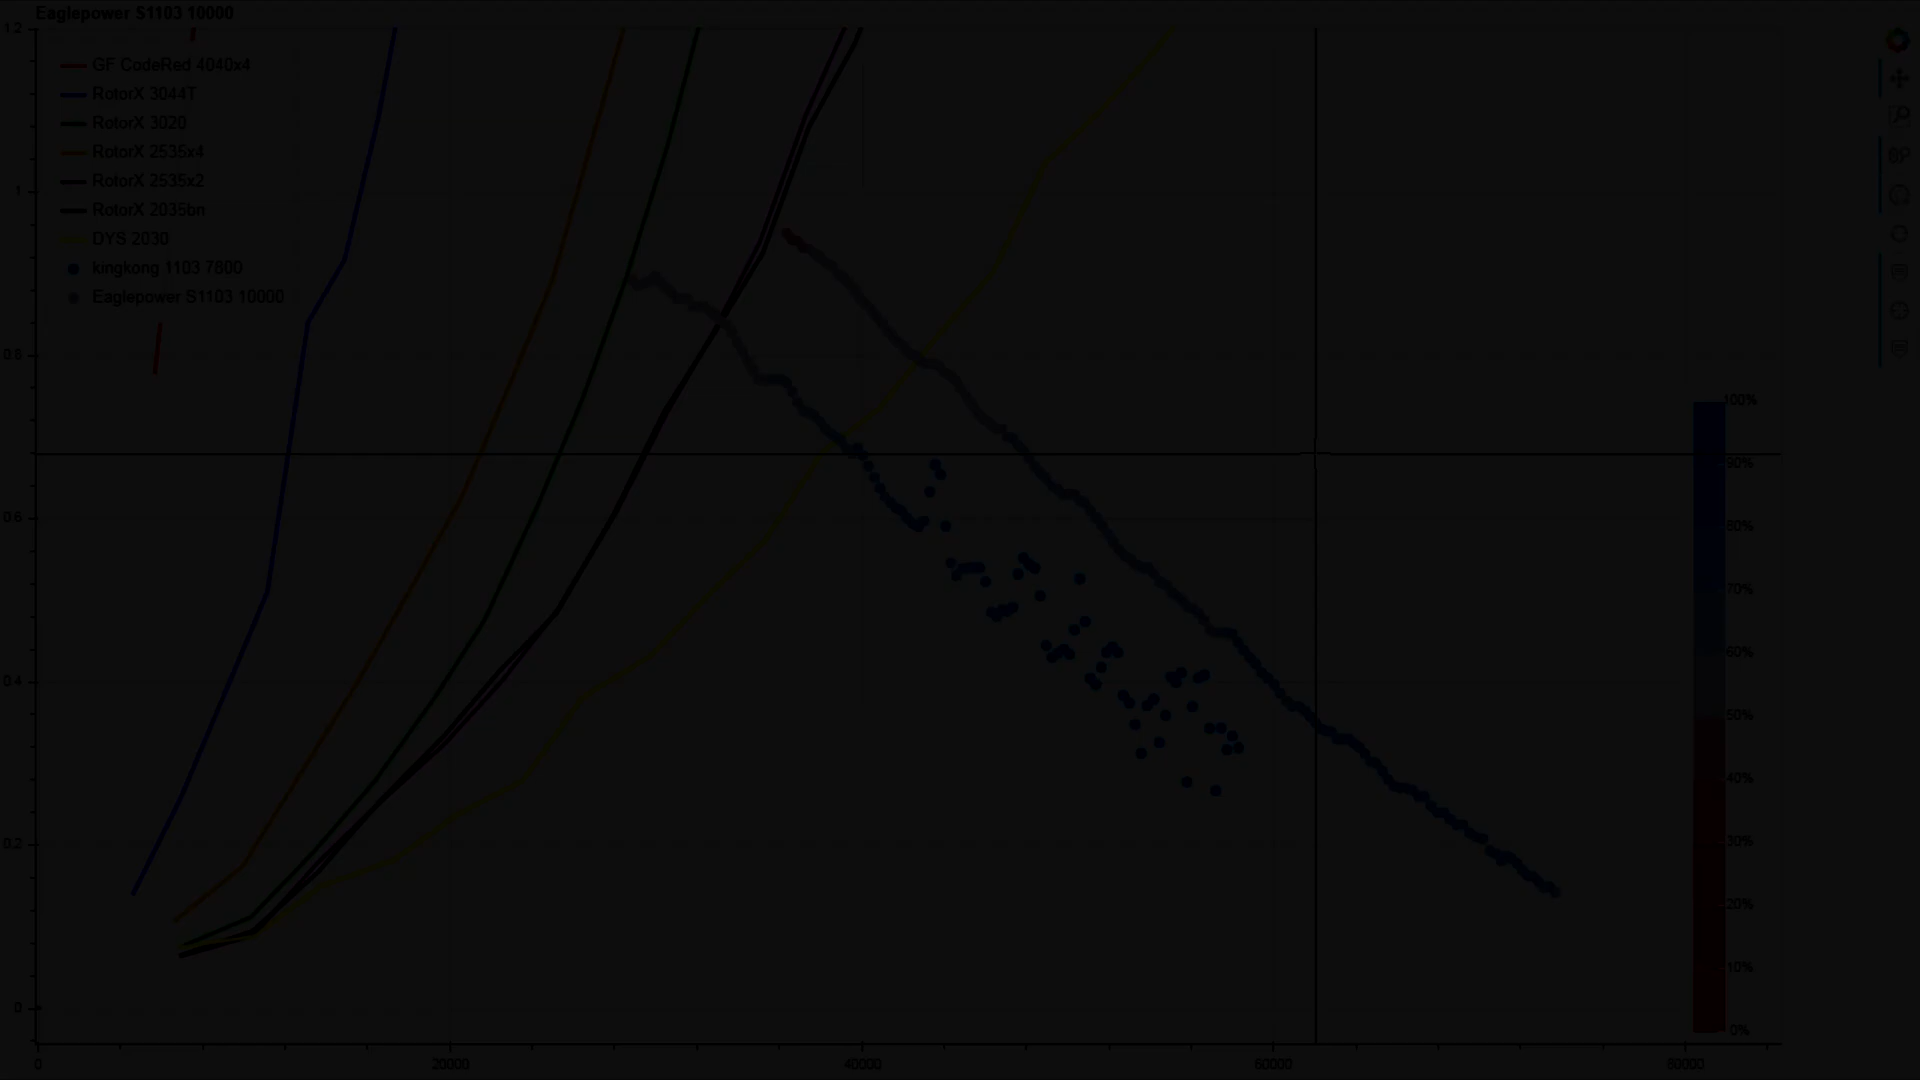 Eaglepower S1103 10000
1.2
GF CodeRed 4040x4
RotorX 3044T
RotorX 3020
RotorX 2535x4
RotorX 2535x2
RotorX 2035bn
DYS 2030
kingkong 1103 7800
Eaglepower S1103 10000
1
0.8
0.6
0.4
0.2
0
100%
90%
80%
70%
60%
50%
40%
30%
20%
10%
0%
0 20000 40000 60000 80000